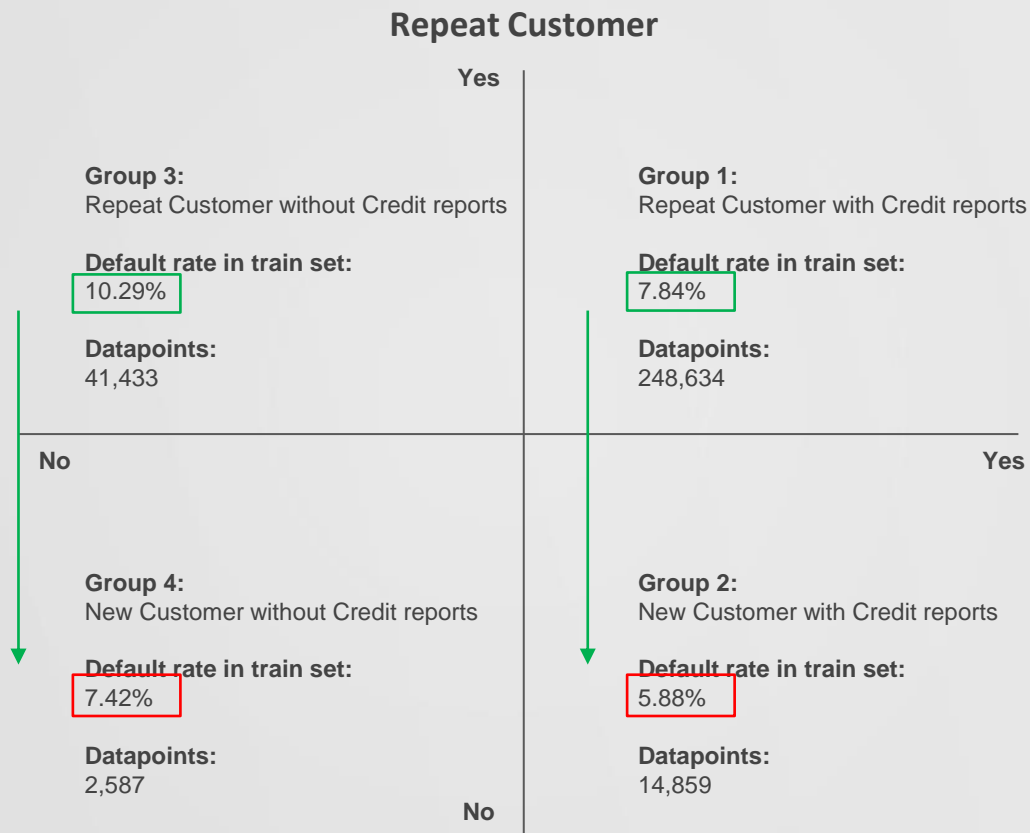 Repeat Customer
Yes
Group 3:
Repeat Customer without Credit reports
Default rate in train set:
10.29%
Datapoints:
41,433
Group 1:
Repeat Customer with Credit reports
Default rate in train set:
7.84%
Datapoints:
248,634
No
Yes
Group 4:
New Customer without Credit reports
Default rate in train set:
7.42%
Datapoints:
2,587
Group 2:
New Customer with Credit reports
Default rate in train set:
5.88%
Datapoints:
14,859
No